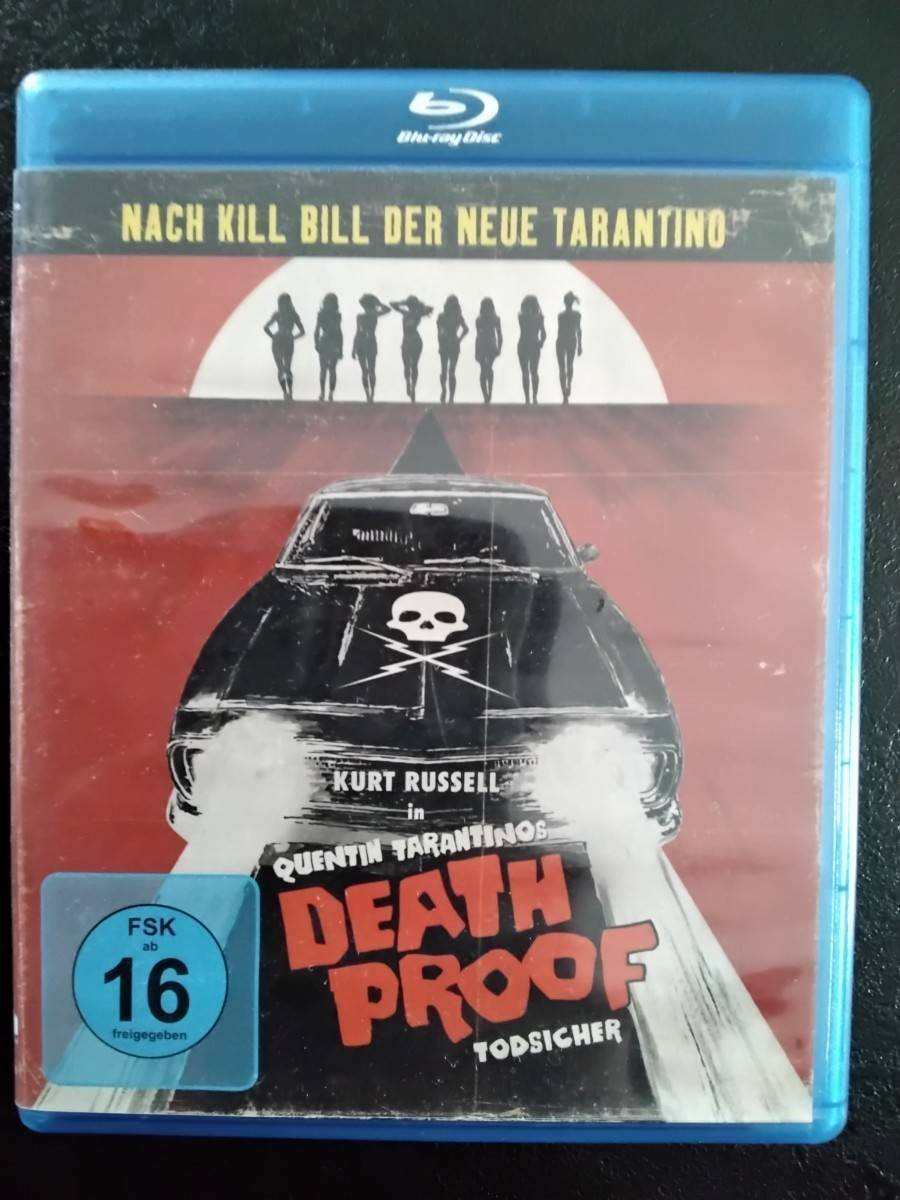 Blu-ray Disc
NACH KILL BILL DER NEUE TARANTINO
KURT RUSSELL
in
QUENTIN TARANTINOS
DEATH
PROOF
TODSICHER
FSK
ab
16
freigegeben